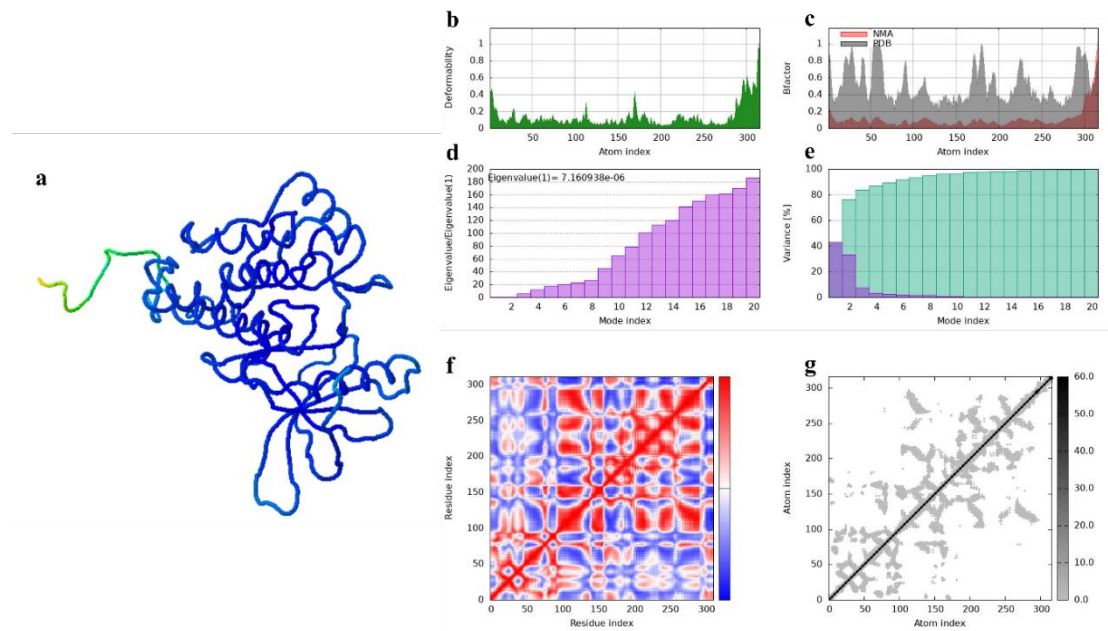 a
b
1
0.8
0.6
0.4
0.2
0
Deformability
50 100 150 200 250 300
Atom index
c
NMA
PDB
1
0.8
0.6
0.4
0.2
0
Bfactor
50 100 150 200 250 300
Atom index
d
Eigenvalue(1)= 7.160938e-06
200
180
160
140
120
100
80
60
40
20
0
Eigenvalue/Eigenvalue(1)
2 4 6 8 10 12 14 16 18 20
Mode index
e
100
80
60
40
20
0
Variance [%]
2 4 6 8 10 12 14 16 18 20
Mode index
f
300
250
200
150
100
50
0
Residue index
0 50 100 150 200 250 300
Residue index
g
300
250
200
150
100
50
0
Atom index
0 50 100 150 200 250 300
Atom index
60.0
50.0
40.0
30.0
20.0
10.0
0.0